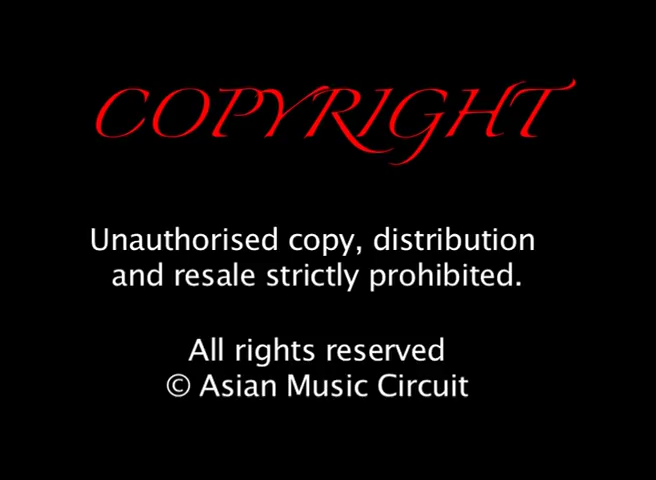 COPYRIGHT
Unauthorised copy, distribution
and resale strictly prohibited.
All rights reserved
© Asian Music Circuit